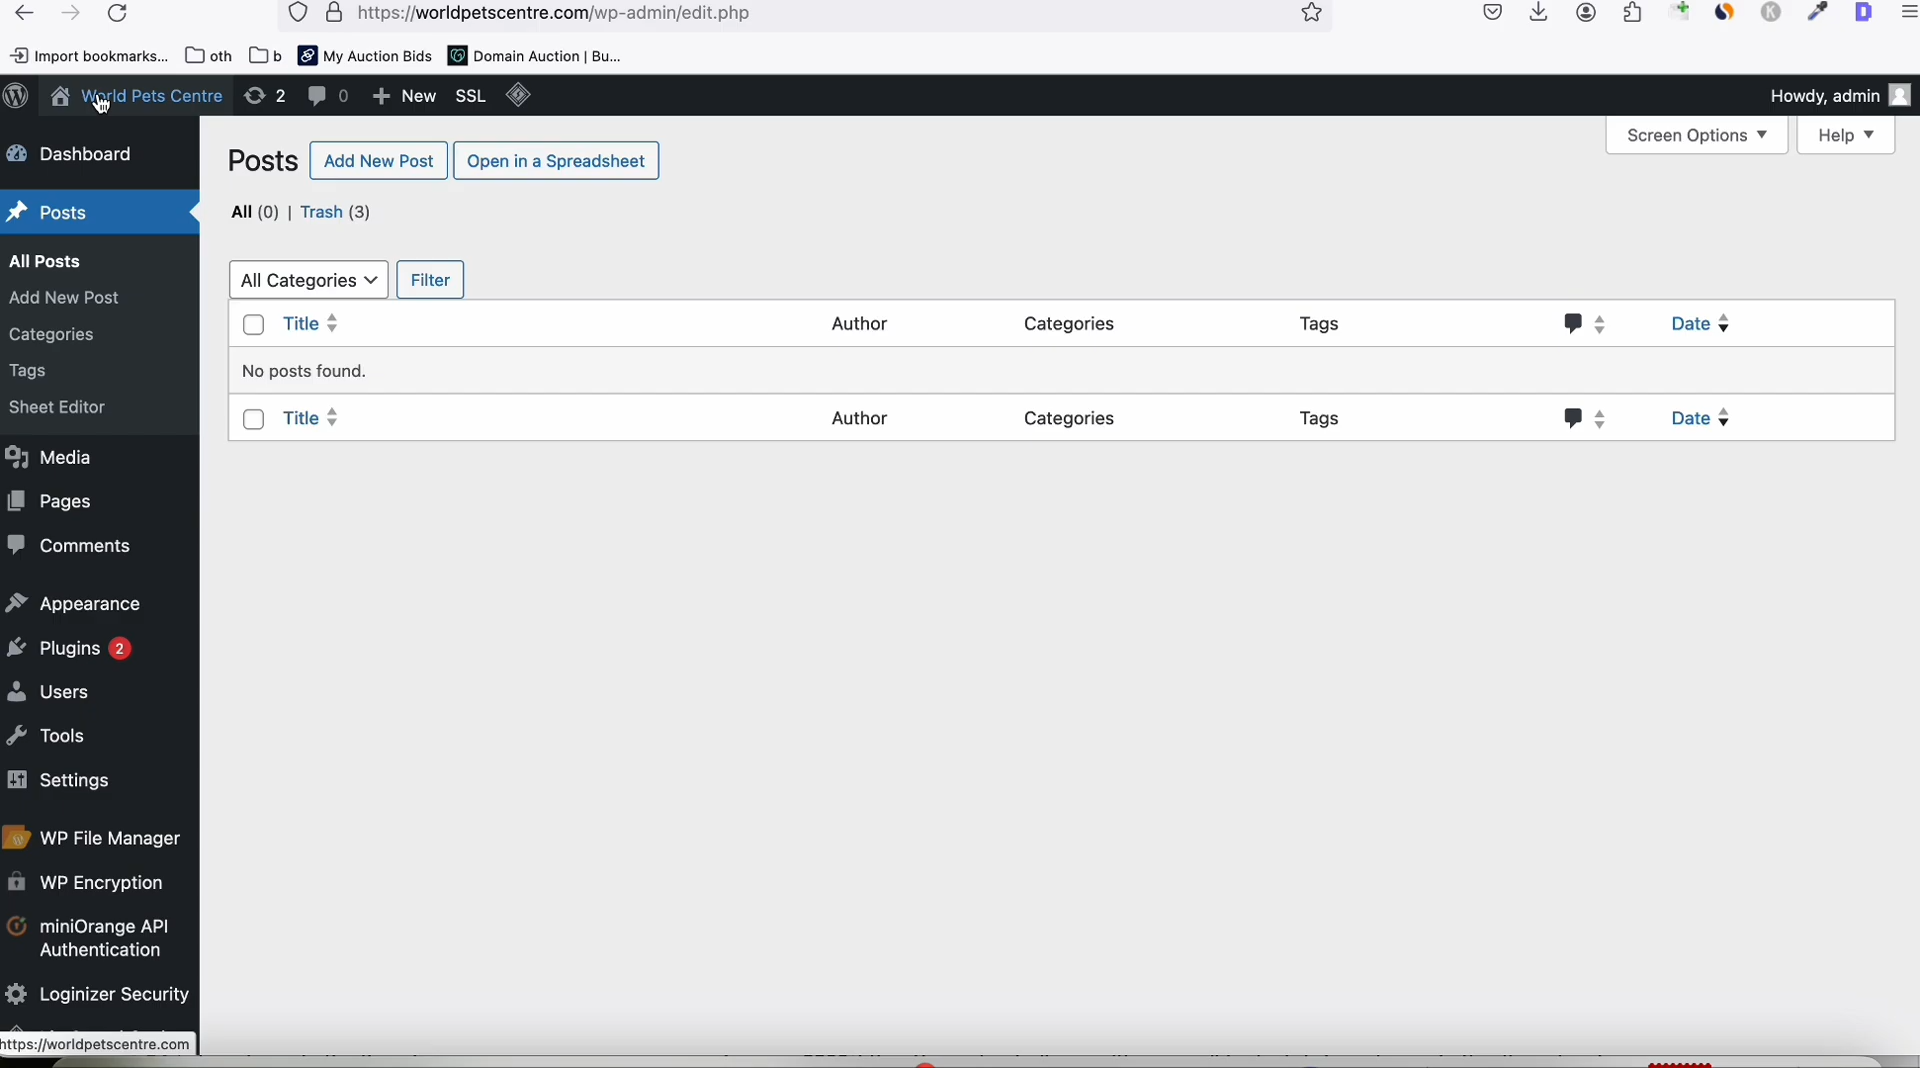 https://worldpetscentre.com/wp-admin/edit.php
Import bookmarks... oth b My Auction Bids Domain Auction | Bu...
World Pets Centre 2 0 + New SSL Howdy, admin
Screen Options Help
Dashboard
Posts Add New Post Open in a Spreadsheet
Posts
All (0) | Trash (3)
All Posts
Add New Post
Categories
Tags
Sheet Editor
All Categories Filter
Title Author Categories Tags Date
No posts found.
Title Author Categories Tags Date
Media
Pages
Comments
Appearance
Plugins 2
Users
Tools
Settings
WP File Manager
WP Encryption
miniOrange API
Authentication
Loginizer Security
https://worldpetscentre.com